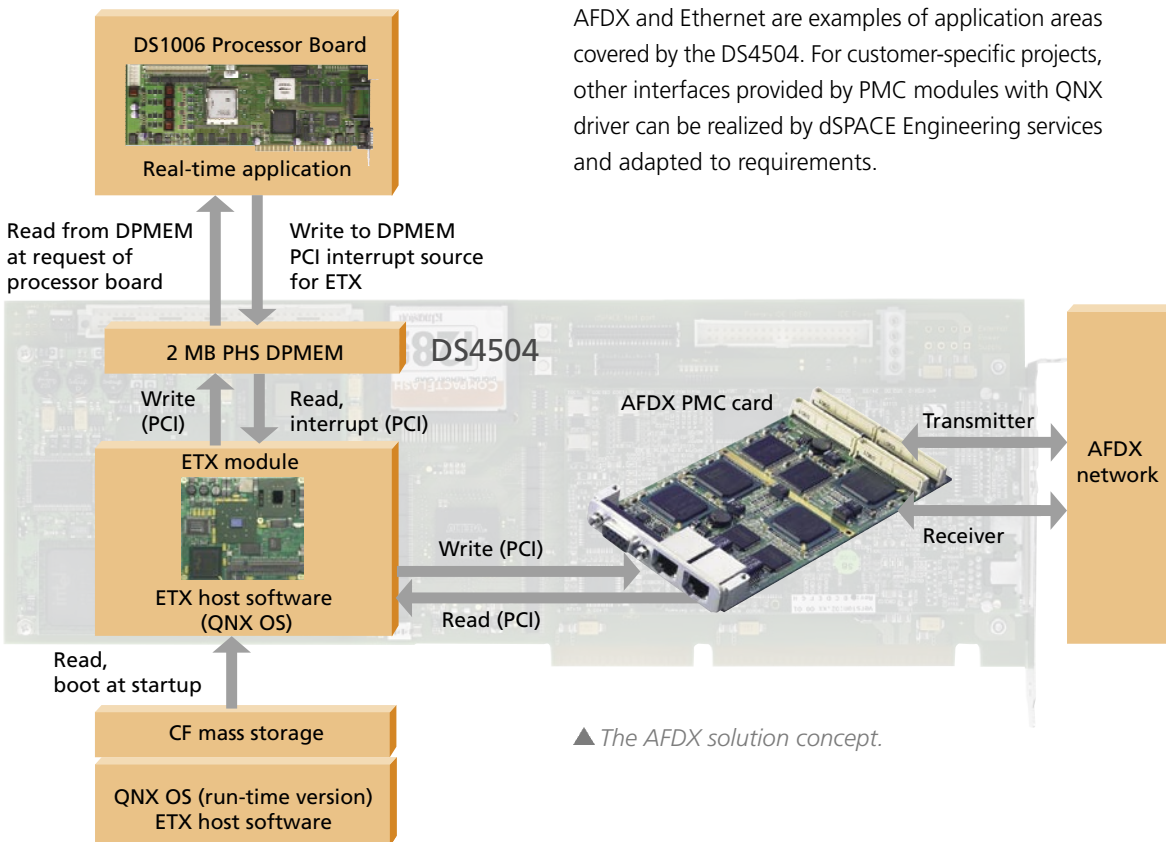 AFDX and Ethernet are examples of application areas
covered by the DS4504. For customer-specific projects,
other interfaces provided by PMC modules with QNX
driver can be realized by dSPACE Engineering services
and adapted to requirements.
DS1006 Processor Board
Real-time application
Read from DPMEM
at request of
processor board
Write to DPMEM
PCI interrupt source
for ETX
2 MB PHS DPMEM
DS4504
Write
(PCI)
Read,
interrupt (PCI)
ETX module
ETX host software
(QNX OS)
Write (PCI)
Read (PCI)
AFDX PMC card
Transmitter
Receiver
AFDX
network
Read,
boot at startup
CF mass storage
QNX OS (run-time version)
ETX host software
The AFDX solution concept.